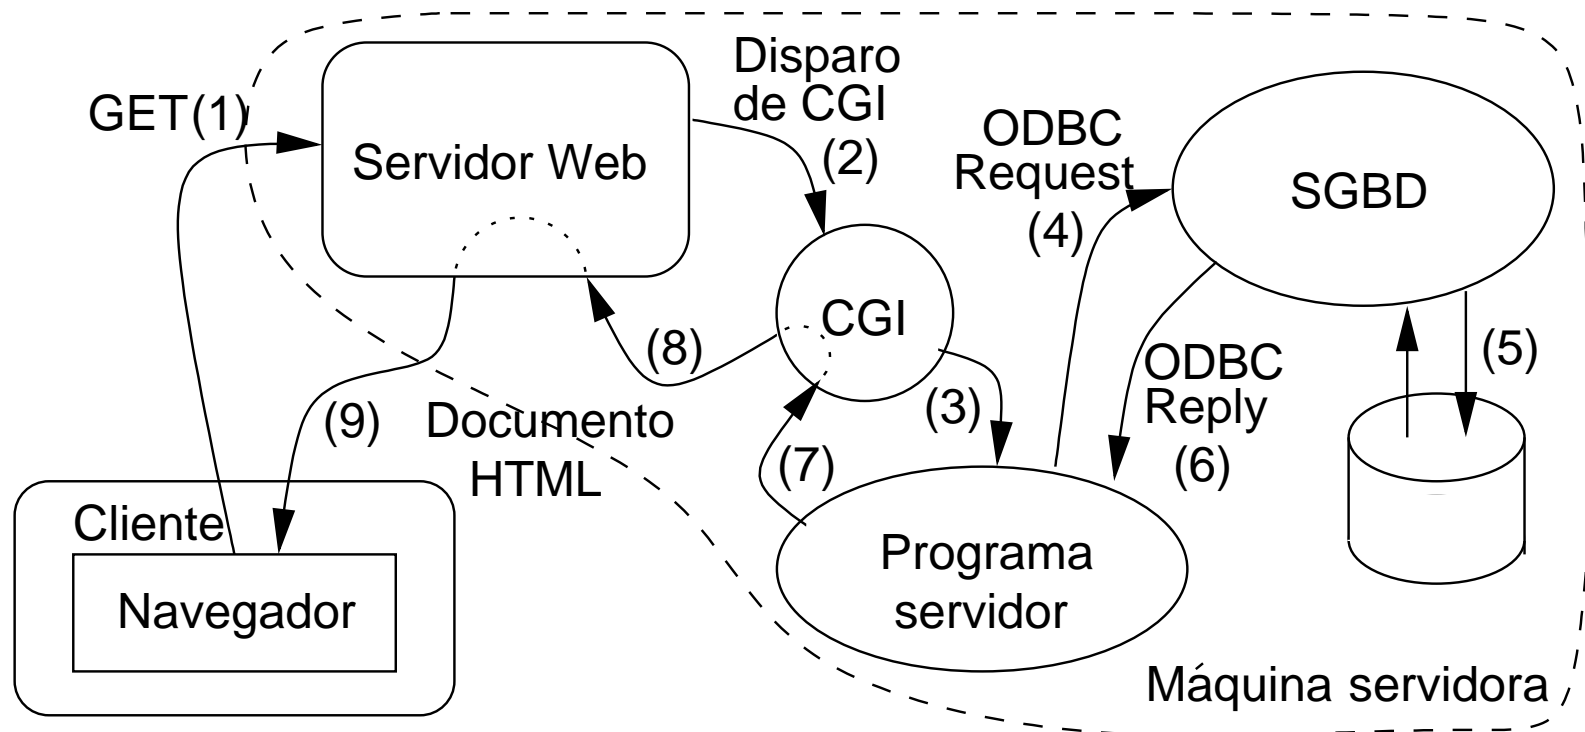 GET(1)
Servidor Web
Disparo
de CGI
(2)
ODBC
Request
(4)
SGBD
CGI
(8)
(3)
ODBC
Reply
(6)
(5)
(9)
Documento
HTML
(7)
Cliente
Navegador
Programa
servidor
Máquina servidora